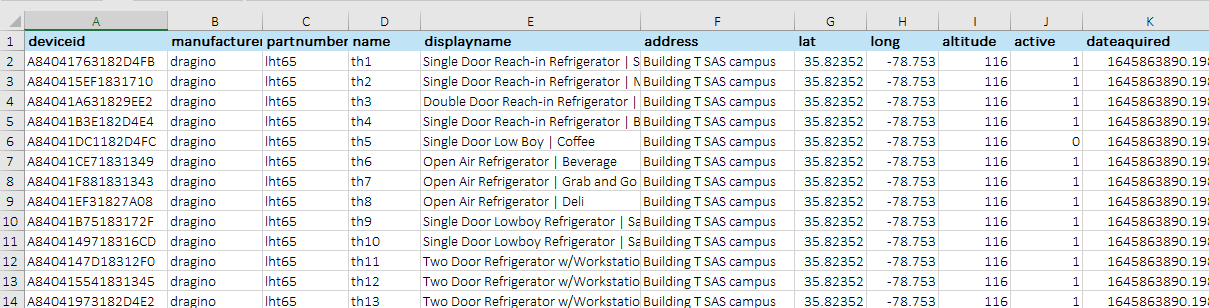 A B C D E F G H I J K
1 deviceid manufacturer partnumber name displayname address lat long altitude active dateaquired
2 A84041763182D4FB dragino lht65 th1 Single Door Reach-in Refrigerator | S Building T SAS campus 35.82352 -78.753 116 1 1645863890.198
3 A840415EF1831710 dragino lht65 th2 Single Door Reach-in Refrigerator | Building T SAS campus 35.82352 -78.753 116 1 1645863890.198
4 A84041A631829EE2 dragino lht65 th3 Double Door Reach-in Refrigerator | Building T SAS campus 35.82352 -78.753 116 1 1645863890.198
5 A84041B3E182D4E4 dragino lht65 th4 Single Door Reach-in Refrigerator | B Building T SAS campus 35.82352 -78.753 116 1 1645863890.198
6 A84041DC1182D4FC dragino lht65 th5 Single Door Low Boy | Coffee Building T SAS campus 35.82352 -78.753 116 0 1645863890.198
7 A84041CE71831349 dragino lht65 th6 Open Air Refrigerator | Beverage Building T SAS campus 35.82352 -78.753 116 1 1645863890.198
8 A84041F881831343 dragino lht65 th7 Open Air Refrigerator | Grab and Go Building T SAS campus 35.82352 -78.753 116 1 1645863890.198
9 A84041EF31827A08 dragino lht65 th8 Open Air Refrigerator | Deli Building T SAS campus 35.82352 -78.753 116 1 1645863890.198
10 A84041B75183172F dragino lht65 th9 Single Door Lowboy Refrigerator | Sa Building T SAS campus 35.82352 -78.753 116 1 1645863890.198
11 A8404149718316CD dragino lht65 th10 Single Door Lowboy Refrigerator | Sa Building T SAS campus 35.82352 -78.753 116 1 1645863890.198
12 A8404147D18312F0 dragino lht65 th11 Two Door Refrigerator w/Workstatio Building T SAS campus 35.82352 -78.753 116 1 1645863890.198
13 A840415541831345 dragino lht65 th12 Two Door Refrigerator w/Workstatio Building T SAS campus 35.82352 -78.753 116 1 1645863890.198
14 A84041973182D4E2 dragino lht65 th13 Two Door Refrigerator w/Workstatio Building T SAS campus 35.82352 -78.753 116 1 1645863890.198